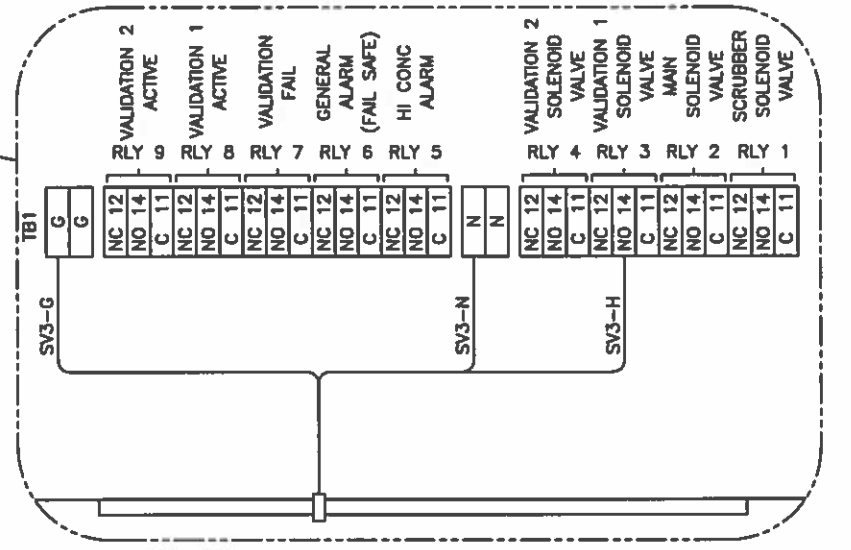 TB1
G
G
VALIDATION 2
ACTIVE
RLY 9
NC 12
NO 14
C 11
VALIDATION 1
ACTIVE
RLY 8
NC 12
NO 14
C 11
VALIDATION
FAIL
RLY 7
NC 12
NO 14
C 11
GENERAL
ALARM
(FAIL SAFE)
RLY 6
NC 12
NO 14
C 11
HI CONC
ALARM
RLY 5
NC 12
NO 14
C 11
N
N
VALIDATION 2
SOLENOID
VALVE
RLY 4
NC 12
NO 14
C 11
VALIDATION 1
SOLENOID
VALVE
RLY 3
NC 12
NO 14
C 11
MAIN
SOLENOID
VALVE
RLY 2
NC 12
NO 14
C 11
SCRUBBER
SOLENOID
VALVE
RLY 1
NC 12
NO 14
C 11
SV3-G
SV3-N
SV3-H